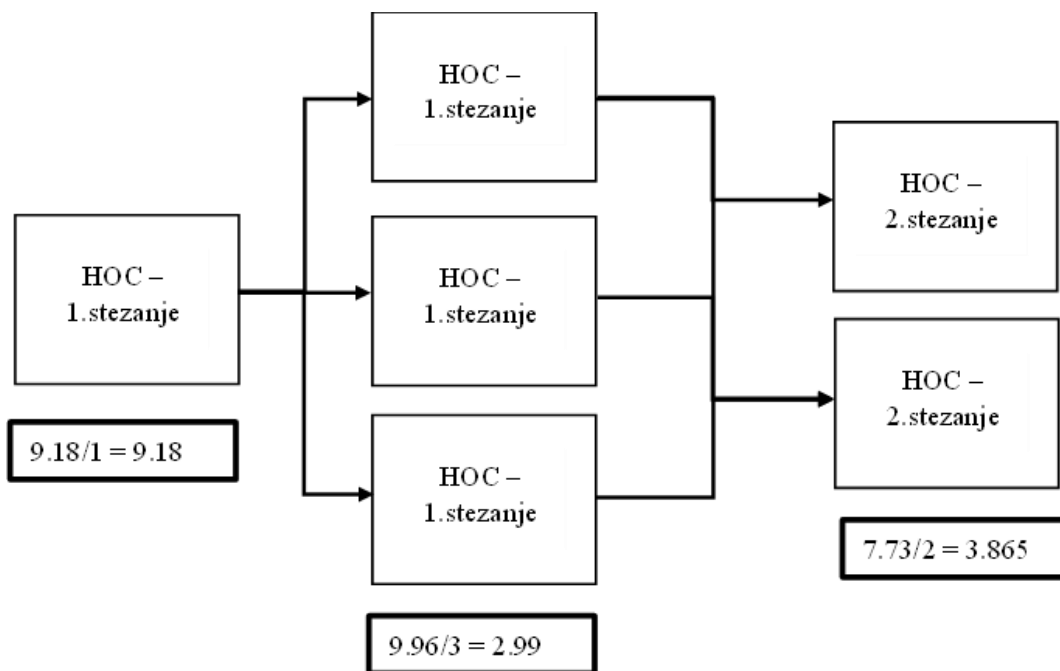 HOC –
1.stezanje
9.18/1 = 9.18
HOC –
1.stezanje
HOC –
1.stezanje
HOC –
1.stezanje
9.96/3 = 2.99
HOC –
2.stezanje
HOC –
2.stezanje
7.73/2 = 3.865